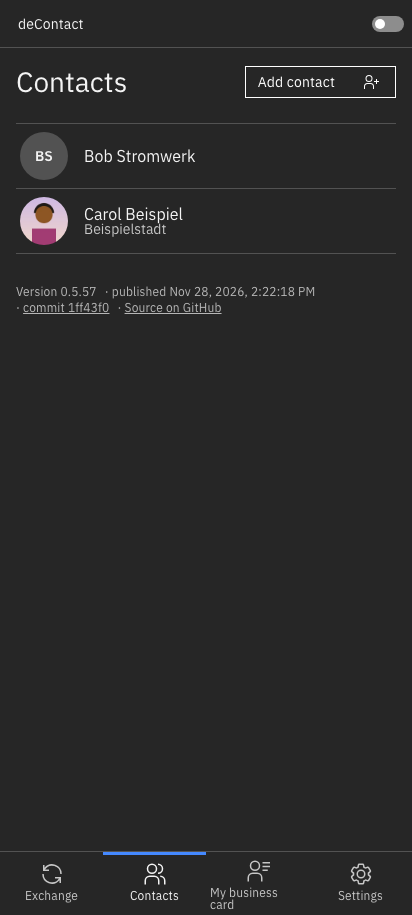 deContact
Contacts
Add contact
BS
Bob Stromwerk
Carol Beispiel
Beispielstadt
Version 0.5.57 · published Nov 28, 2026, 2:22:18 PM
· commit 1ff43f0 · Source on GitHub
Exchange
Contacts
My business
card
Settings